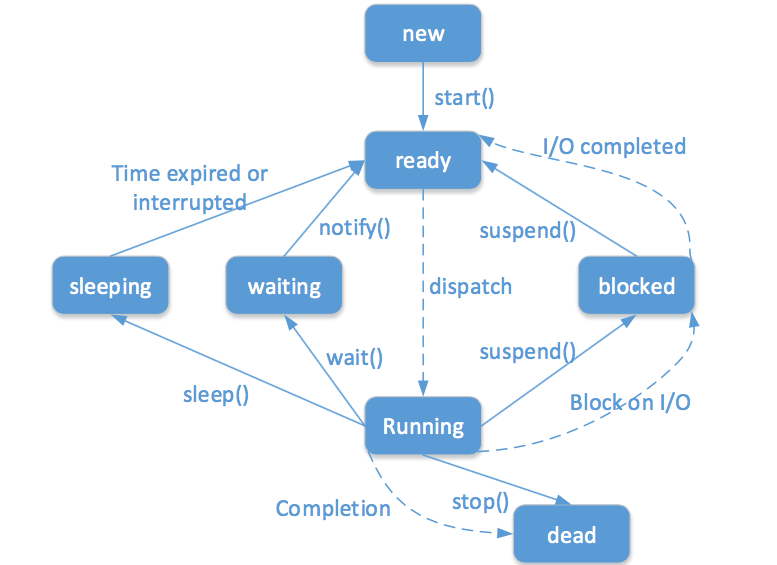 new
start()
ready
I/O completed
Time expired or
interrupted
notify()
suspend()
sleeping
waiting
dispatch
blocked
wait()
suspend()
sleep()
Running
Block on I/O
Completion
stop()
dead